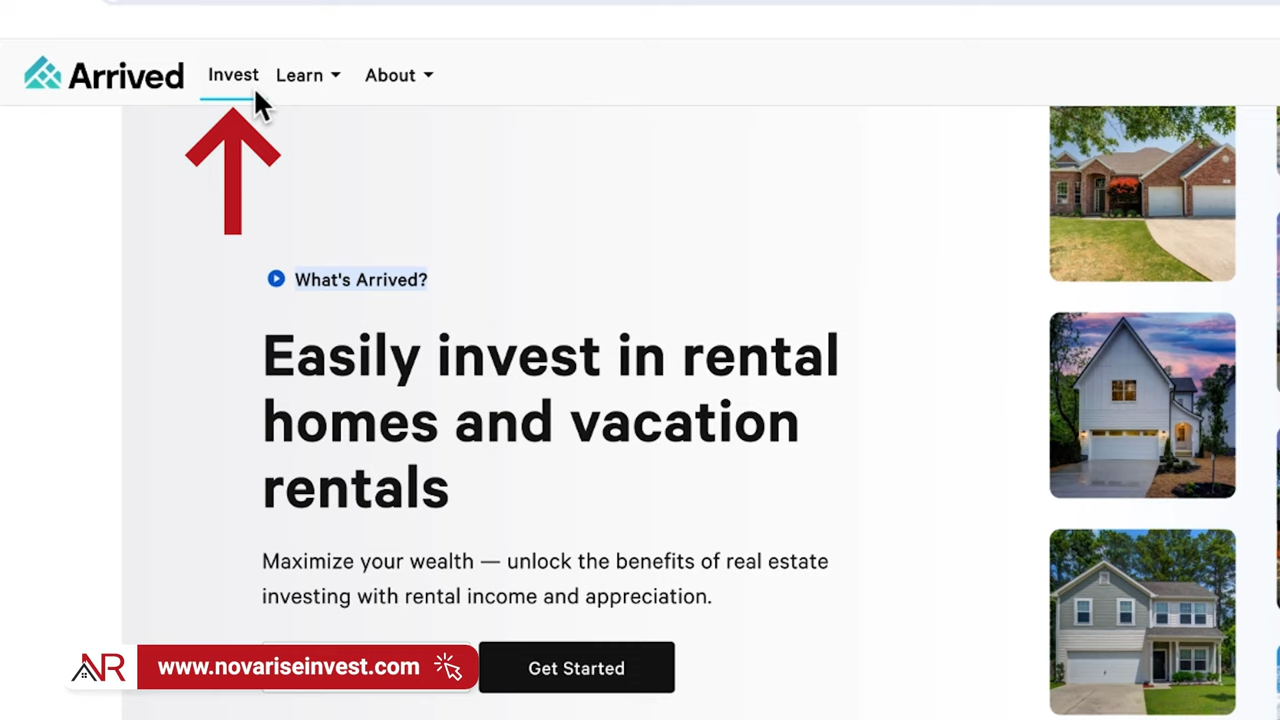 Arrived
Invest
Learn
About
What's Arrived?
Easily invest in rental
homes and vacation
rentals
Maximize your wealth — unlock the benefits of real estate
investing with rental income and appreciation.
NR www.novariseinvest.com
Get Started